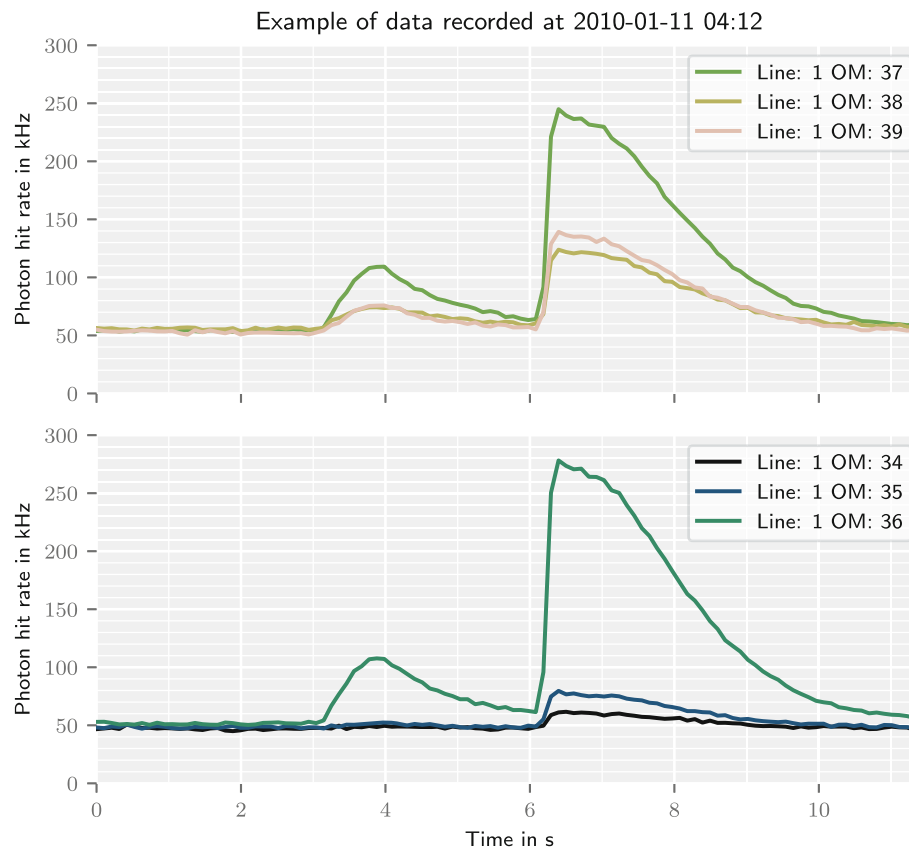 Example of data recorded at 2010-01-11 04:12
300
250
200
150
100
50
0
Photon hit rate in kHz
Line: 1 OM: 37
Line: 1 OM: 38
Line: 1 OM: 39
300
250
200
150
100
50
0
Photon hit rate in kHz
Line: 1 OM: 34
Line: 1 OM: 35
Line: 1 OM: 36
0 2 4 6 8 10
Time in s